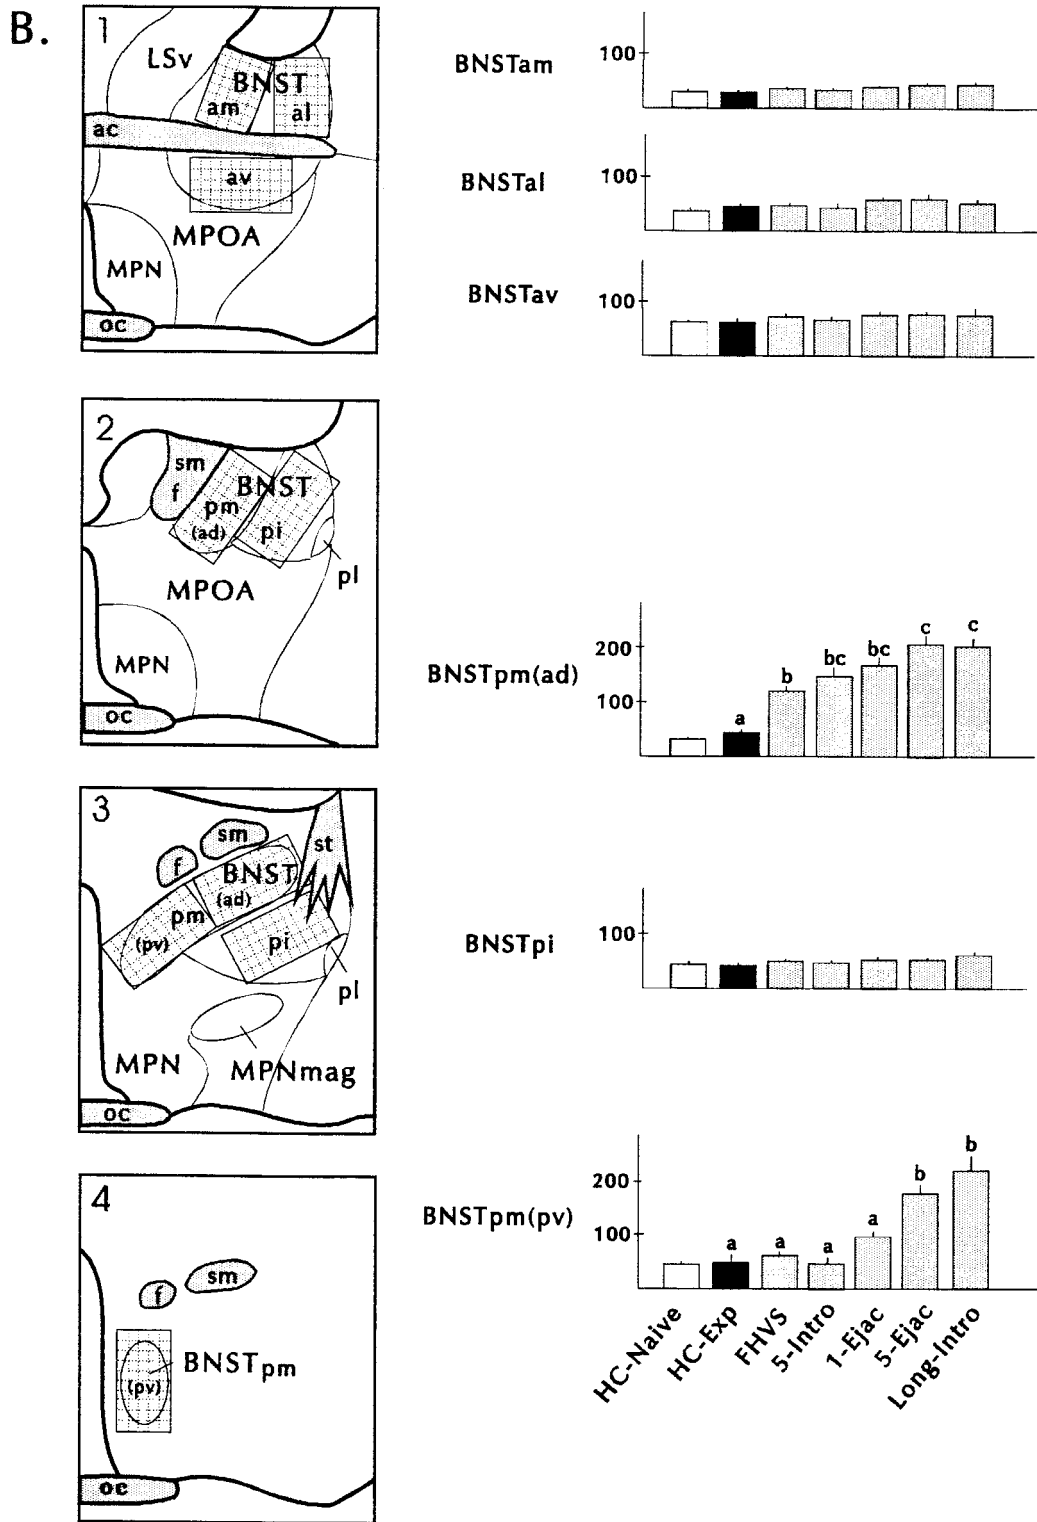 B.
1
LSv
BNST
am
al
ac
av
MPOA
MPN
oc
BNSTam
100
BNSTal
100
BNSTav
100
2
sm
f
BNST
pm
(ad)
pi
pl
MPOA
MPN
oc
BNSTpm(ad)
200
100
a
b
bc
bc
c
c
3
sm
f
st
BNST
(ad)
pm
(pv)
pi
pl
MPN
MPNmag
oc
BNSTpi
100
4
sm
f
BNSTpm
(pv)
oc
BNSTpm(pv)
200
100
a
a
a
a
b
b
HC-Naive
HC-Exp
FHVS
5-Intro
1-Ejac
5-Ejac
Long-Intro